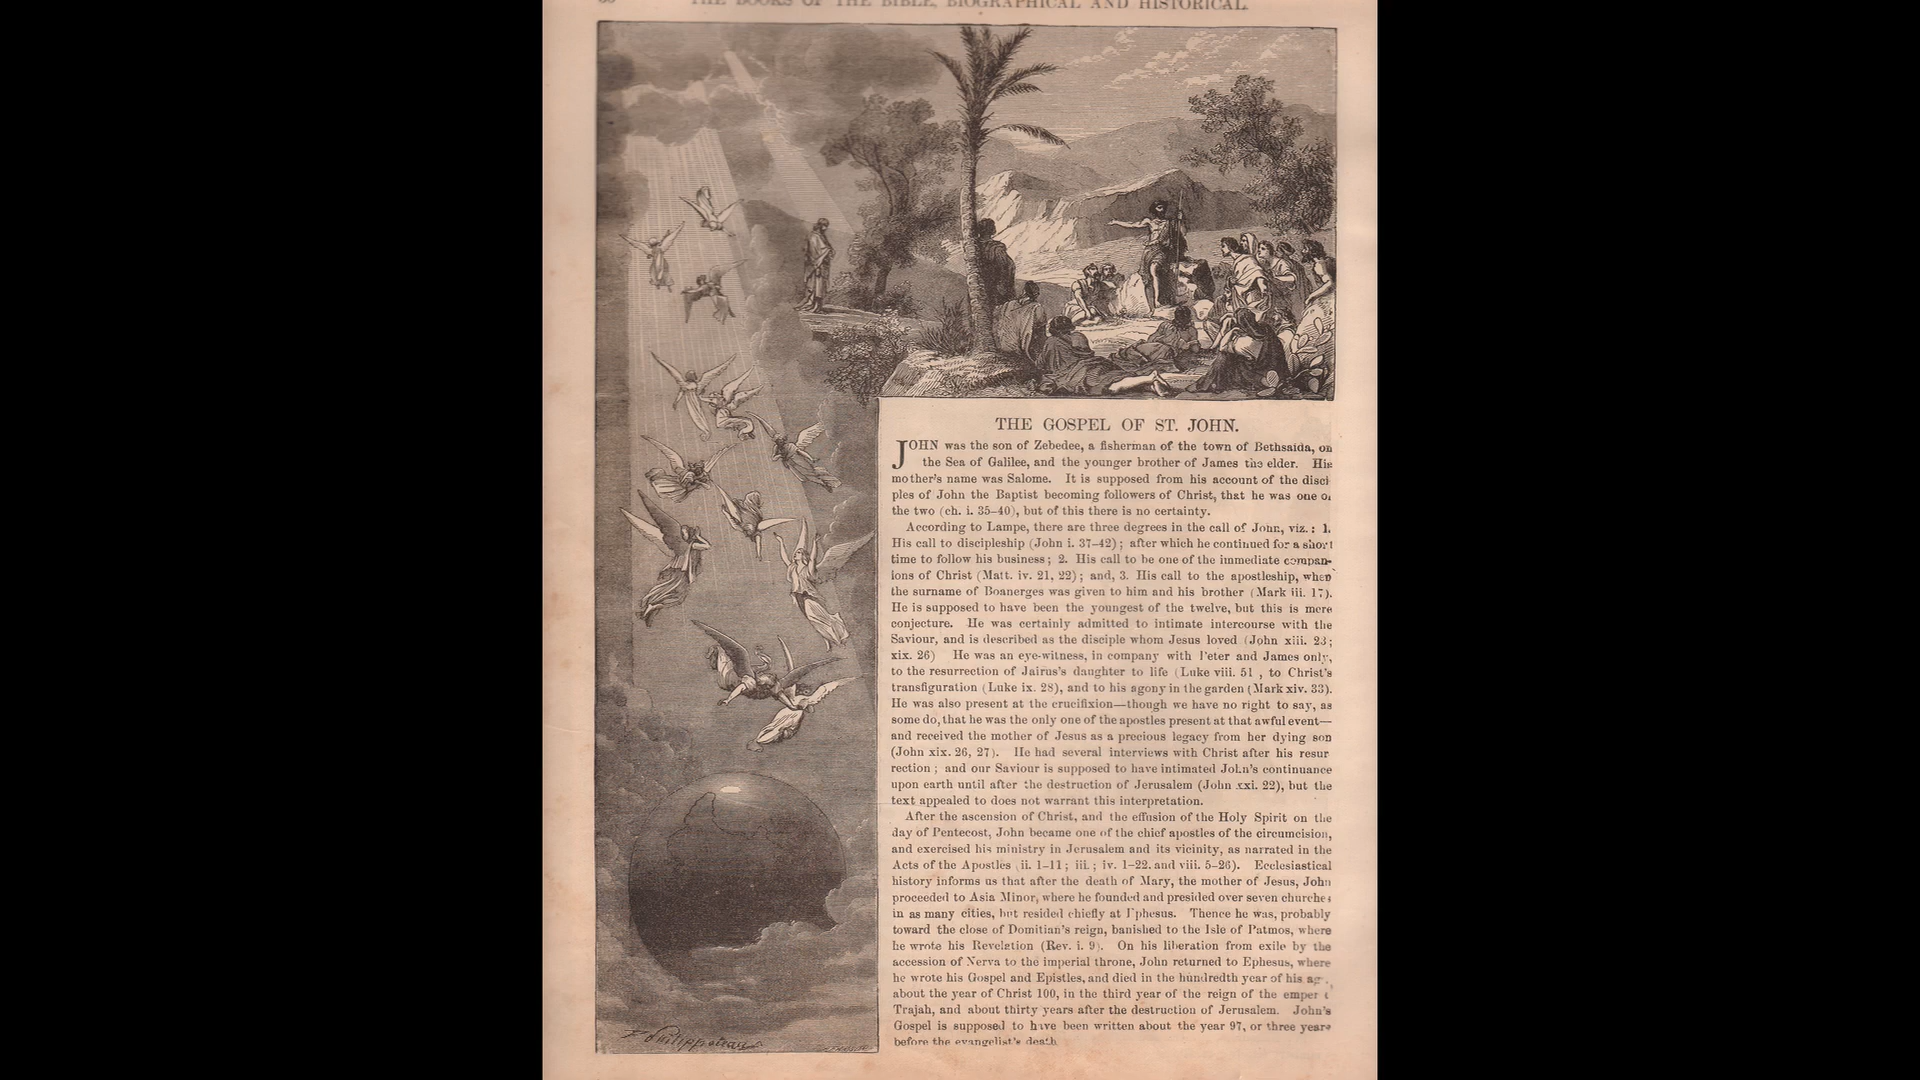 THE BOOKS OF THE BIBLE, BIOGRAPHICAL AND HISTORICAL.
THE GOSPEL OF ST. JOHN.
JOHN was the son of Zebedee, a fisherman of the town of Bethsaida, on
the Sea of Galilee, and the younger brother of James the elder. His
mother's name was Salome. It is supposed from his account of the disci
ples of John the Baptist becoming followers of Christ, that he was one of
the two (ch. i. 35–40), but of this there is no certainty.
According to Lampe, there are three degrees in the call of John, viz.: 1.
His call to discipleship (John i. 37–42); after which he continued for a short
time to follow his business; 2. His call to be one of the immediate compan-
ions of Christ (Matt. iv. 21, 22); and, 3. His call to the apostleship, when
the surname of Boanerges was given to him and his brother (Mark iii. 17).
He is supposed to have been the youngest of the twelve, but this is mere
conjecture. He was certainly admitted to intimate intercourse with the
Saviour, and is described as the disciple whom Jesus loved (John xiii. 23;
xix. 26) He was an eye-witness, in company with Peter and James only,
to the resurrection of Jairus's daughter to life (Luke viii. 51 , to Christ's
transfiguration (Luke ix. 28), and to his agony in the garden (Mark xiv. 33).
He was also present at the crucifixion—though we have no right to say, as
some do, that he was the only one of the apostles present at that awful event—
and received the mother of Jesus as a precious legacy from her dying son
(John xix. 26, 27). He had several interviews with Christ after his resur
rection; and our Saviour is supposed to have intimated John's continuance
upon earth until after the destruction of Jerusalem (John xxi. 22), but the
text appealed to does not warrant this interpretation.
After the ascension of Christ, and the effusion of the Holy Spirit on the
day of Pentecost, John became one of the chief apostles of the circumcision,
and exercised his ministry in Jerusalem and its vicinity, as narrated in the
Acts of the Apostles (ii. 1–11; iii.; iv. 1–22. and viii. 5–26). Ecclesiastical
history informs us that after the death of Mary, the mother of Jesus, John
proceeded to Asia Minor, where he founded and presided over seven churches
in as many cities, but resided chiefly at Ephesus. Thence he was, probably
toward the close of Domitian's reign, banished to the Isle of Patmos, where
he wrote his Revelation (Rev. i. 9). On his liberation from exile by the
accession of Nerva to the imperial throne, John returned to Ephesus, where
he wrote his Gospel and Epistles, and died in the hundredth year of his ag.,
about the year of Christ 100, in the third year of the reign of the
Trajah, and about thirty years after the destruction of Jerusalem. John's
Gospel is supposed to have been written about the year 97, or three years
before the evangelist's death
P. Philippoteaux